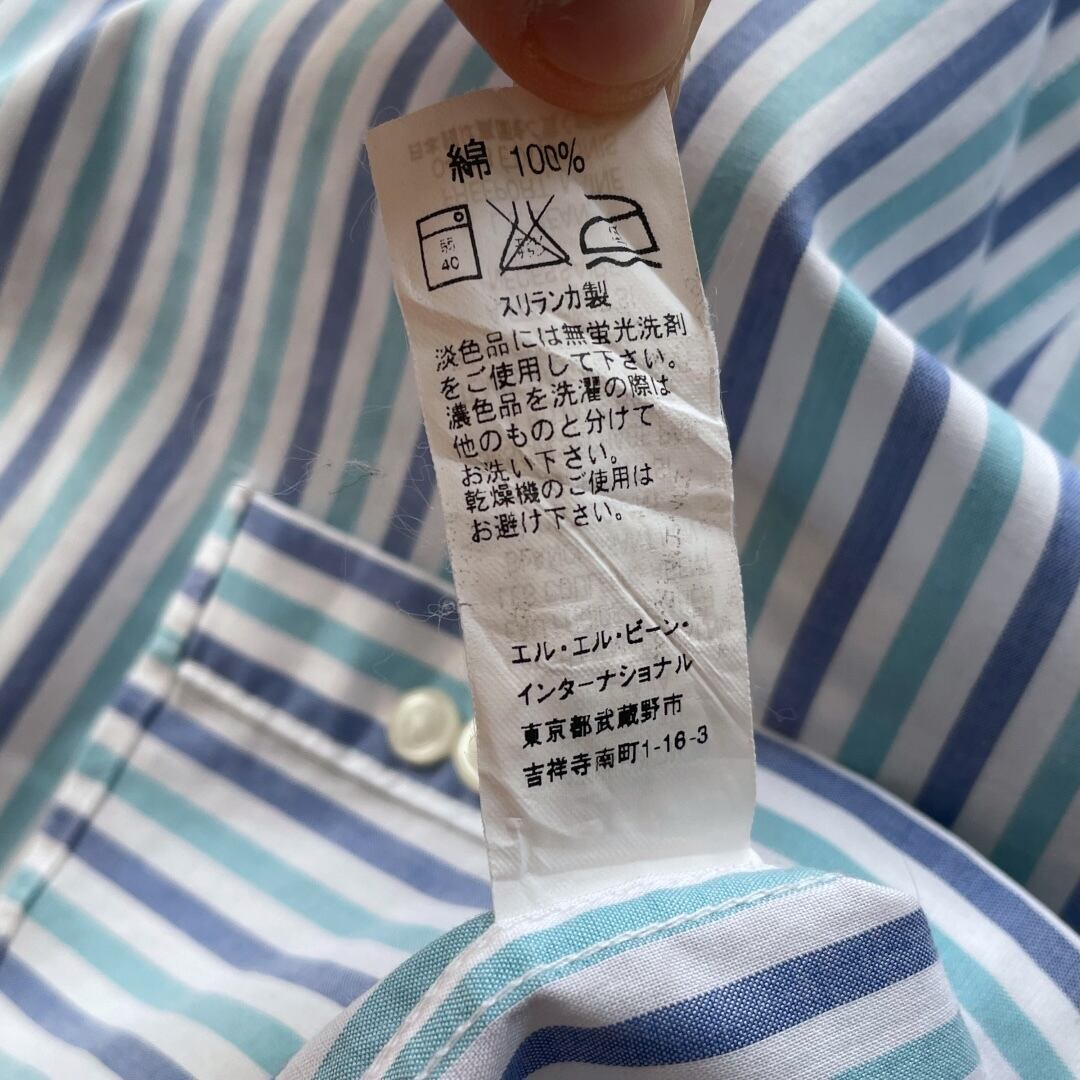 綿 100%
弱
40
スリランカ製
淡色品には無蛍光洗剤
をご使用して下さい。
濃色品を洗濯の際は
他のものと分けて
お洗い下さい。
乾燥機のご使用は
お避け下さい。
エル・エル・ビーン・
インターナショナル
東京都武蔵野市
吉祥寺南町1-16-3